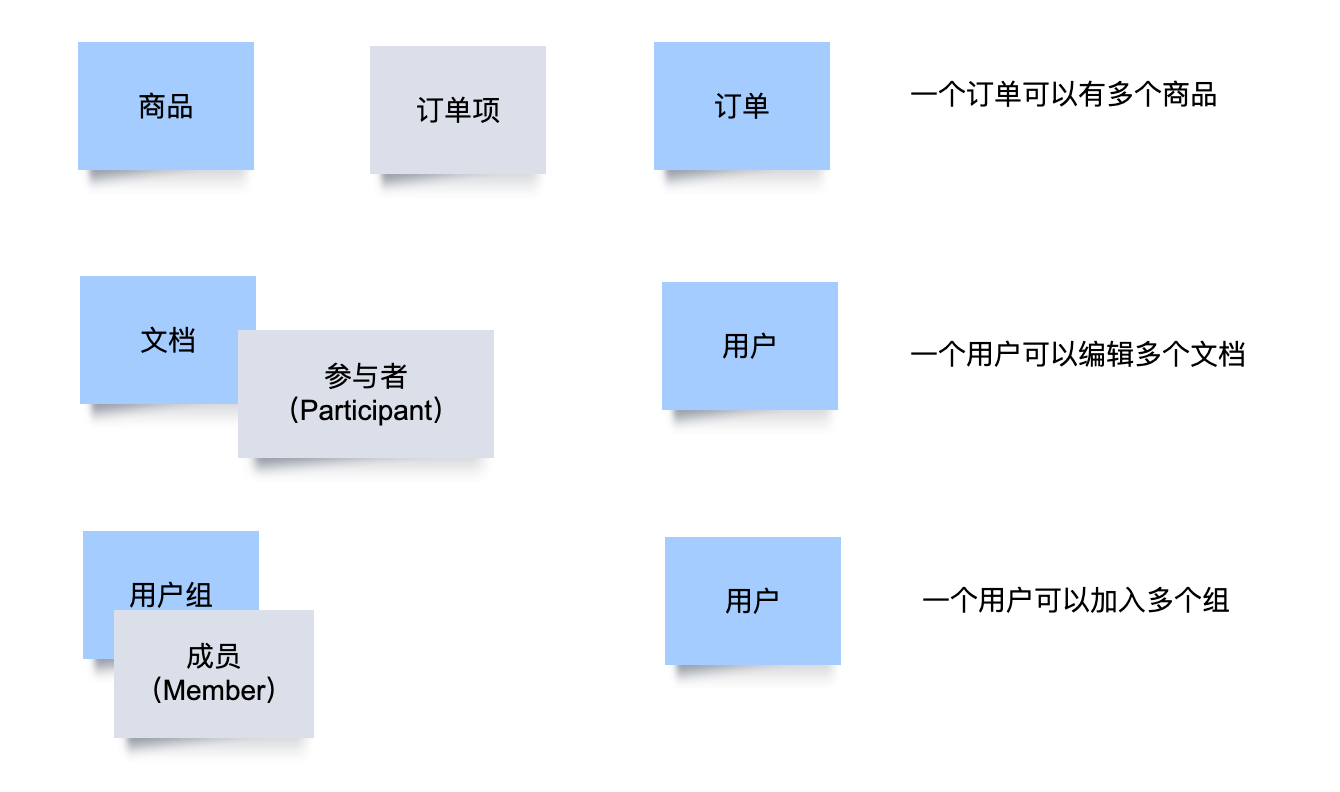 商品
订单项
订单
一个订单可以有多个商品
文档
参与者
（Participant）
用户
一个用户可以编辑多个文档
用户组
成员
（Member）
用户
一个用户可以加入多个组